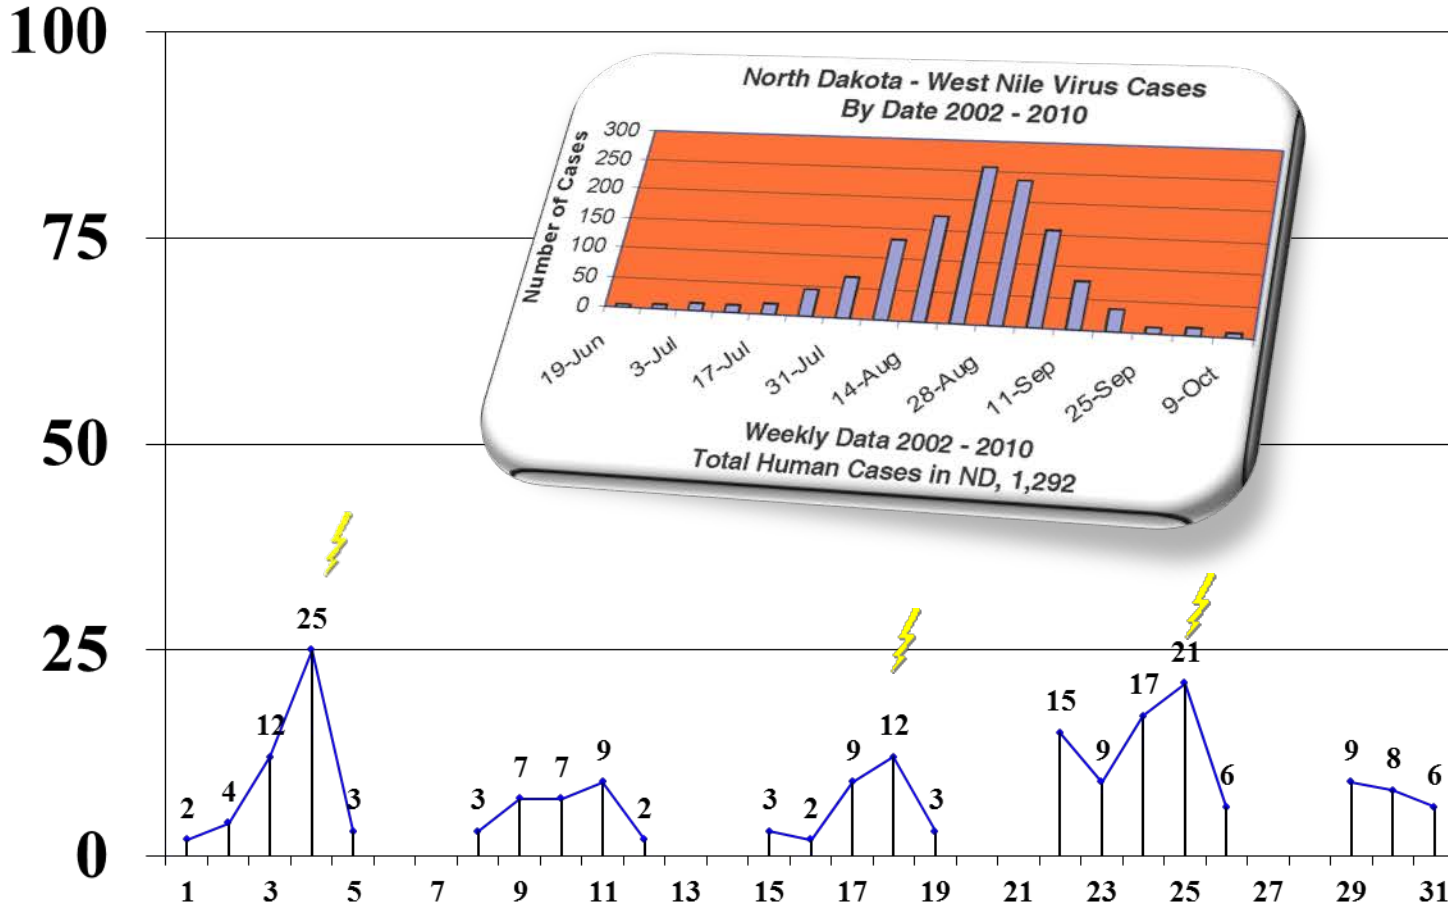 100
75
50
25
0
North Dakota - West Nile Virus Cases
By Date 2002 - 2010
Number of Cases
300
250
200
150
100
50
0
19-Jun 3-Jul 17-Jul 31-Jul 14-Aug 28-Aug 11-Sep 25-Sep 9-Oct
Weekly Data 2002 - 2010
Total Human Cases in ND, 1,292
2 4 12 25 3 3 7 7 9 2 3 2 9 12 3 15 9 17 21 6 9 8 6
1 3 5 7 9 11 13 15 17 19 21 23 25 27 29 31